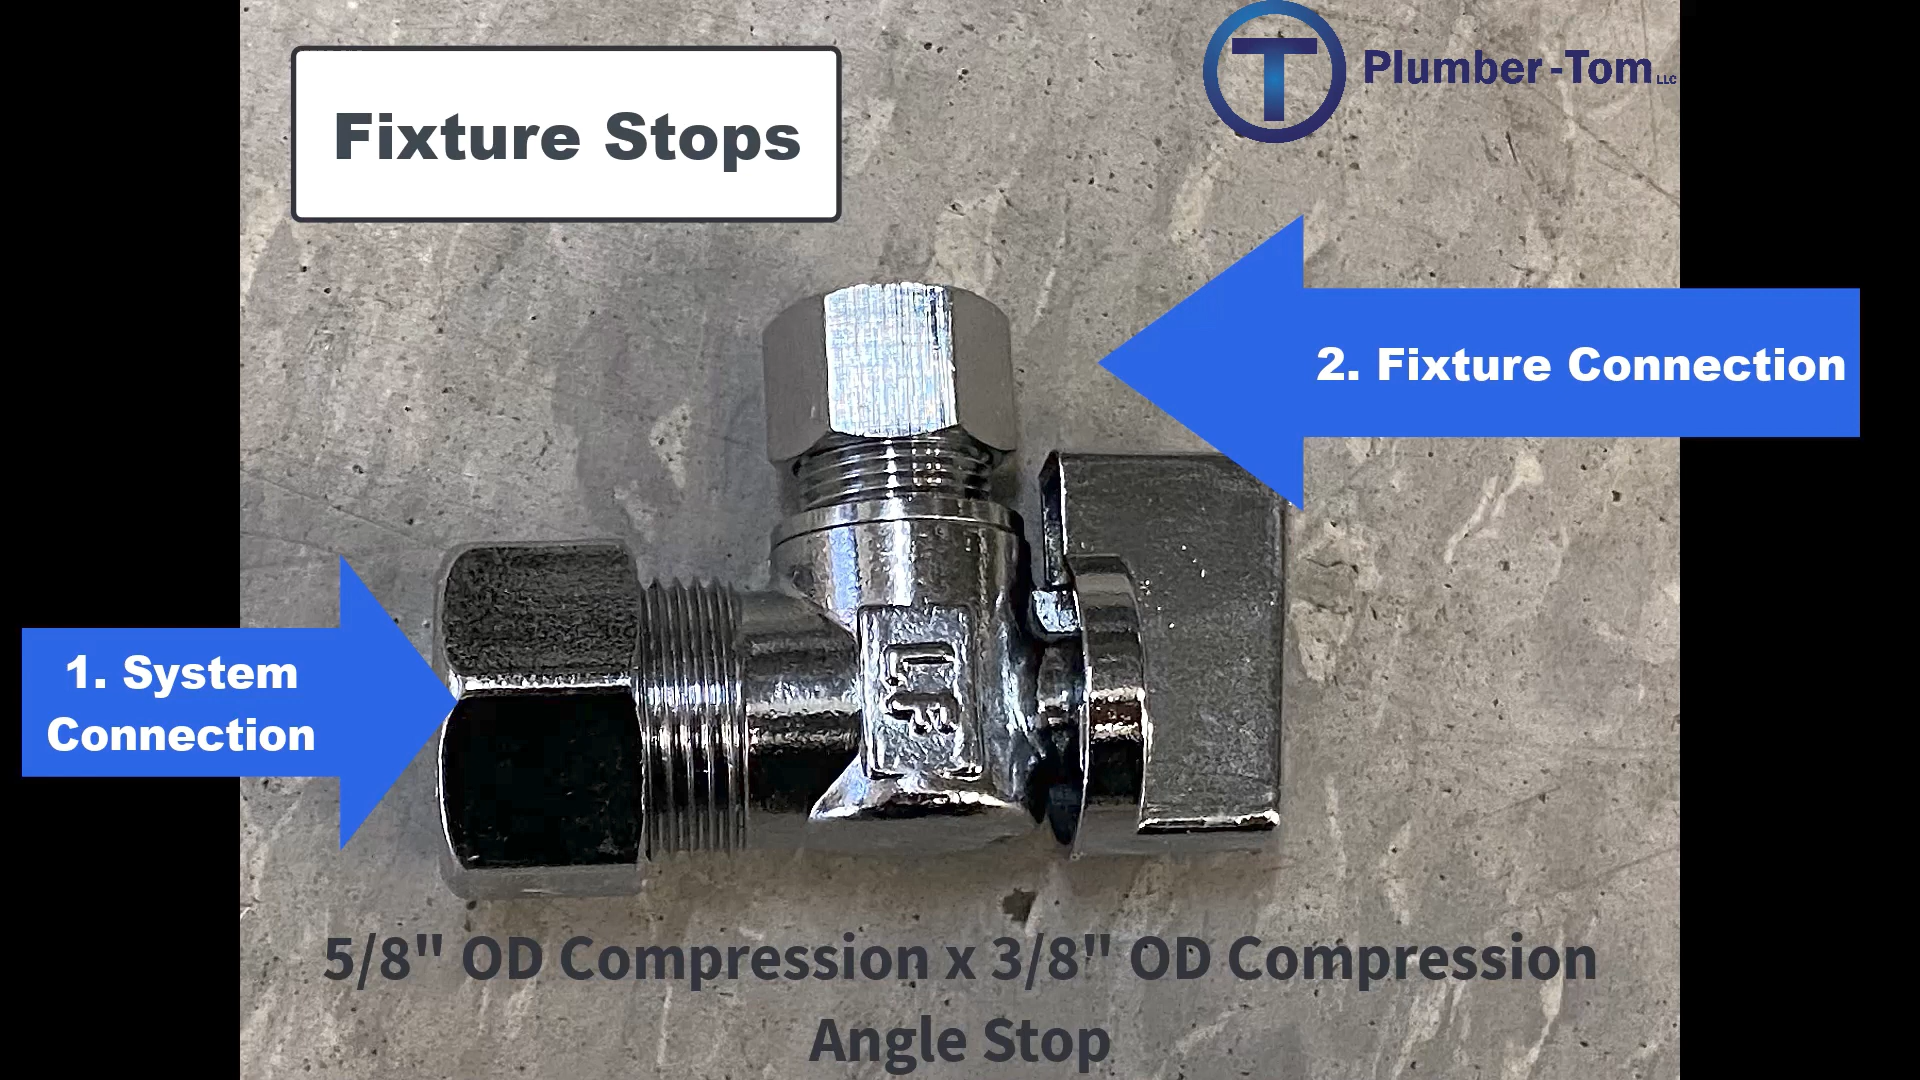 Fixture Stops
T Plumber-Tom LLC
2. Fixture Connection
1. System
Connection
5/8" OD Compression x 3/8" OD Compression
Angle Stop